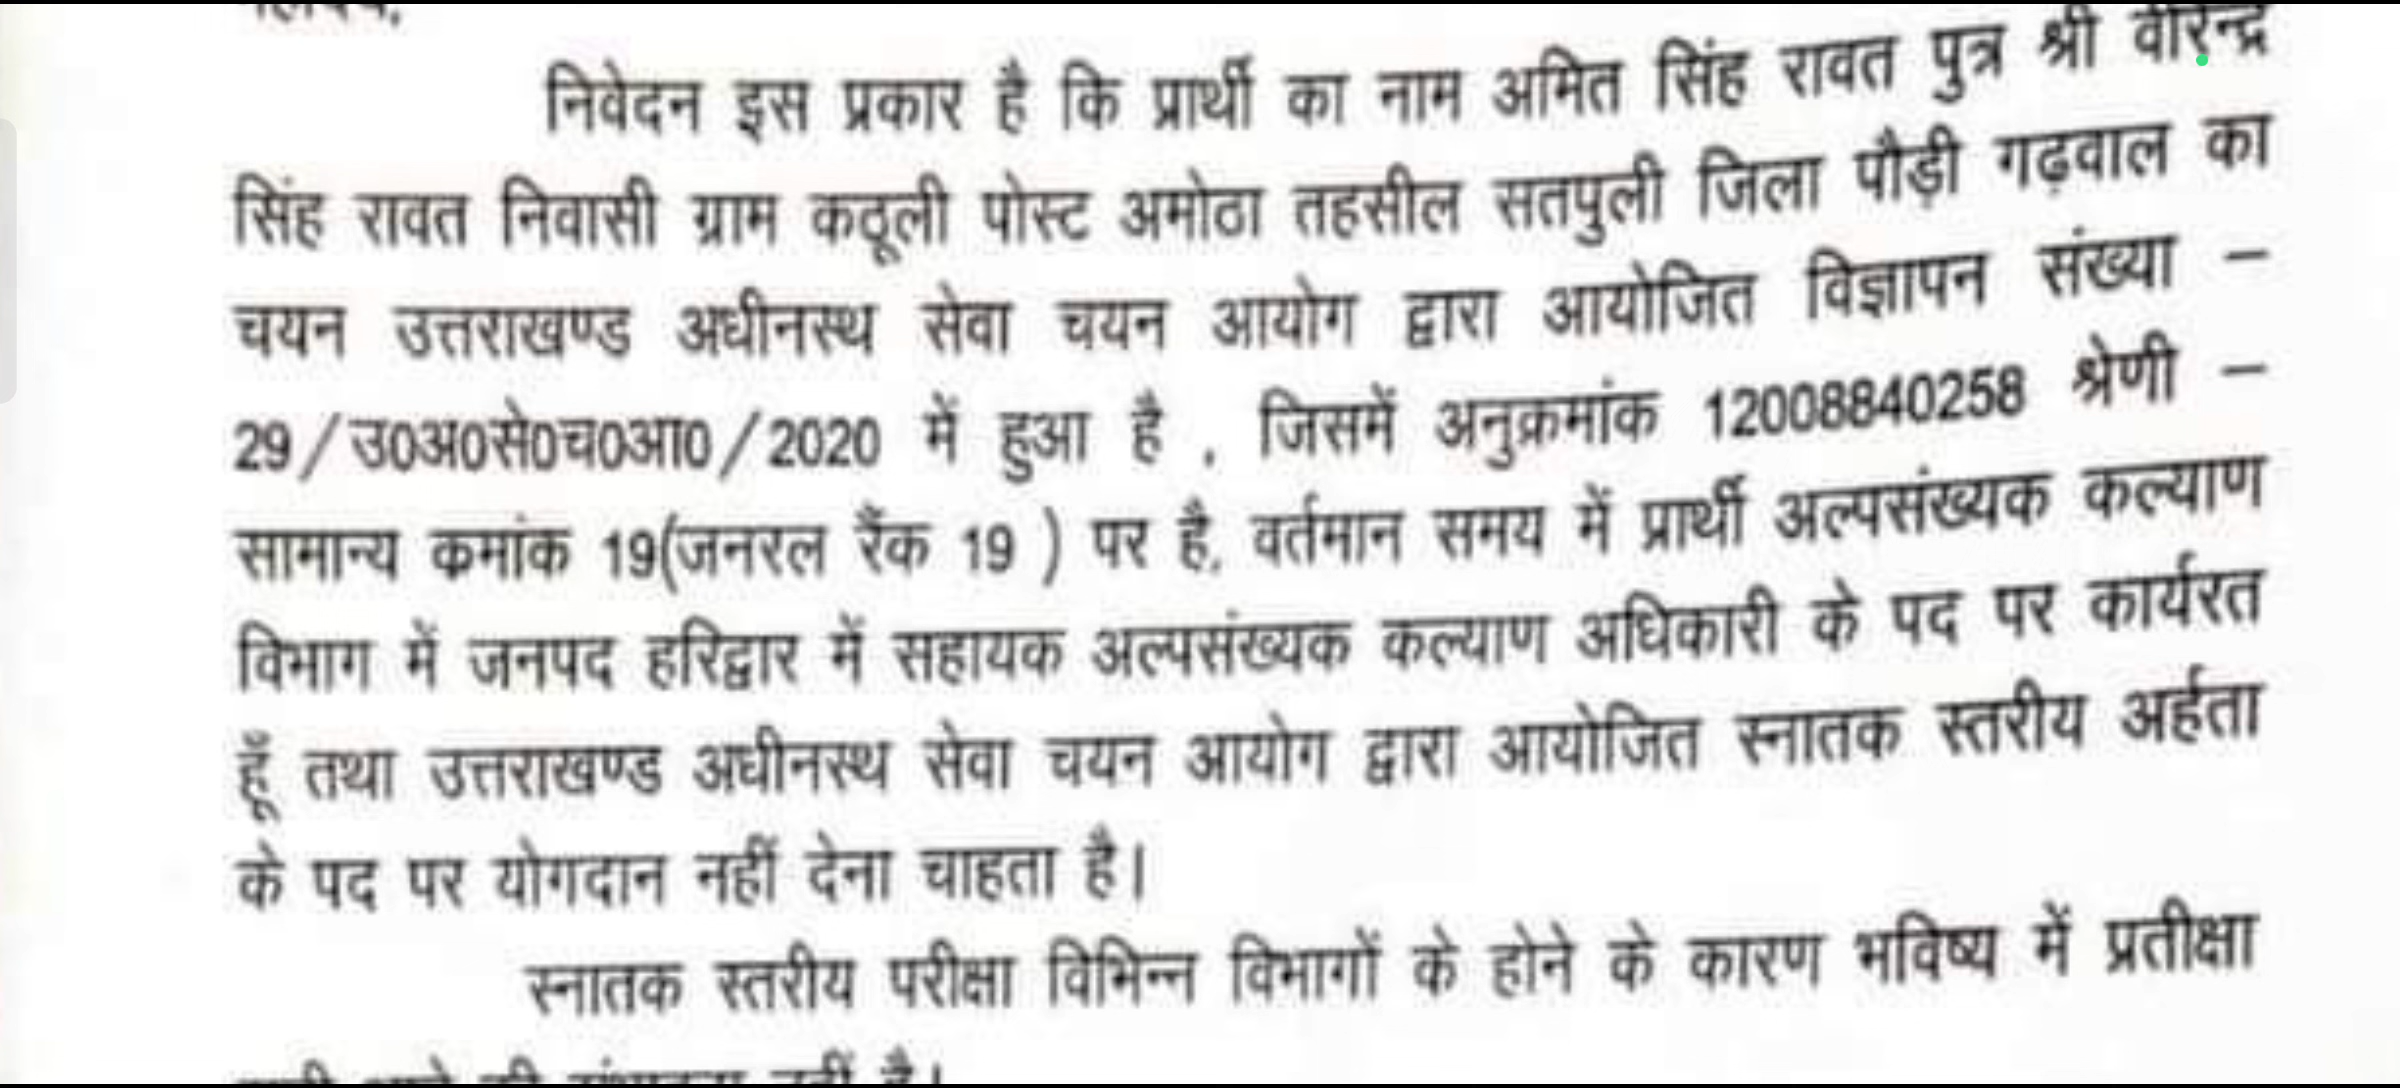 निवेदन इस प्रकार है कि प्रार्थी का नाम अमित सिंह रावत पुत्र श्री वीरेन्द्र
सिंह रावत निवासी ग्राम कठूली पोस्ट अमोठा तहसील सतपुली जिला पौड़ी गढ़वाल का
चयन उत्तराखण्ड अधीनस्थ सेवा चयन आयोग द्वारा आयोजित विज्ञापन संख्या –
29/उ0अ0से0च0आ0/2020 में हुआ है , जिसमें अनुक्रमांक 12008840258 श्रेणी –
सामान्य क्रमांक 19(जनरल रैंक 19 ) पर है, वर्तमान समय में प्रार्थी अल्पसंख्यक कल्याण
विभाग में जनपद हरिद्वार में सहायक अल्पसंख्यक कल्याण अधिकारी के पद पर कार्यरत
हूँ तथा उत्तराखण्ड अधीनस्थ सेवा चयन आयोग द्वारा आयोजित स्नातक स्तरीय अर्हता
के पद पर योगदान नहीं देना चाहता है।
स्नातक स्तरीय परीक्षा विभिन्न विभागों के होने के कारण भविष्य में प्रतीक्षा
नहीं है।